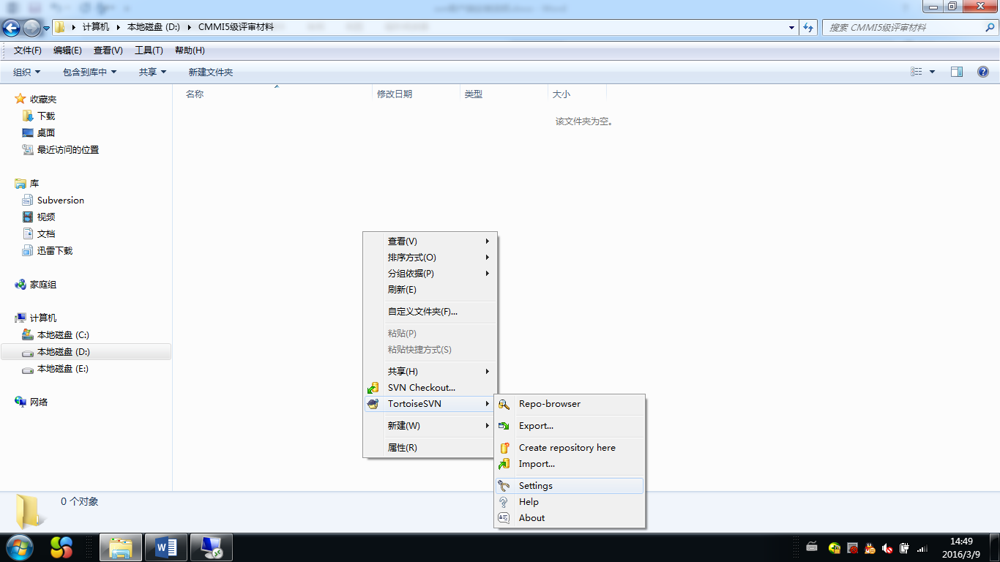 计算机 本地磁盘 (D:) CMMI5级评审材料
搜索 CMMI5级评审材料
文件(F) 编辑(E) 查看(V) 工具(T) 帮助(H)
组织 包含到库中 共享 新建文件夹
名称 修改日期 类型 大小
该文件夹为空。
收藏夹
下载
桌面
最近访问的位置
库
Subversion
视频
文档
迅雷下载
家庭组
计算机
本地磁盘 (C:)
本地磁盘 (D:)
本地磁盘 (E:)
网络
查看(V)
排序方式(O)
分组依据(P)
刷新(E)
自定义文件夹(F)...
粘贴(P)
粘贴快捷方式(S)
共享(H)
SVN Checkout...
TortoiseSVN
新建(W)
属性(R)
Repo-browser
Export...
Create repository here
Import...
Settings
Help
About
0 个对象
14:49
2016/3/9